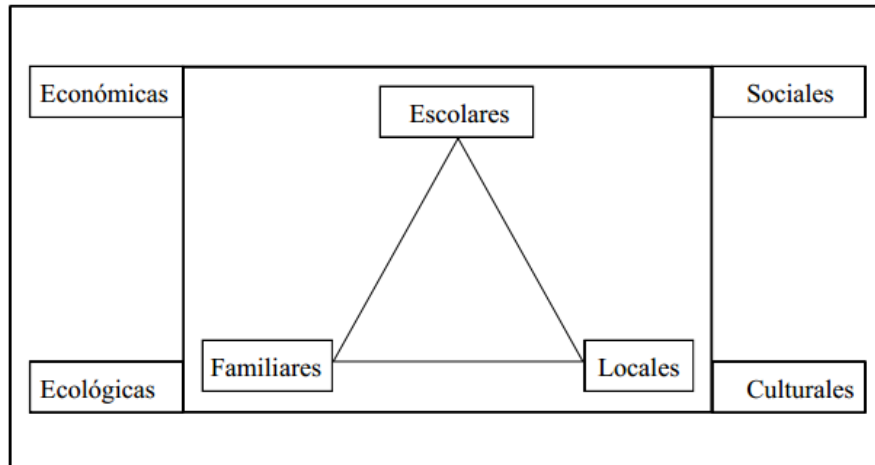 Económicas
Sociales
Escolares
Familiares
Locales
Ecológicas
Culturales